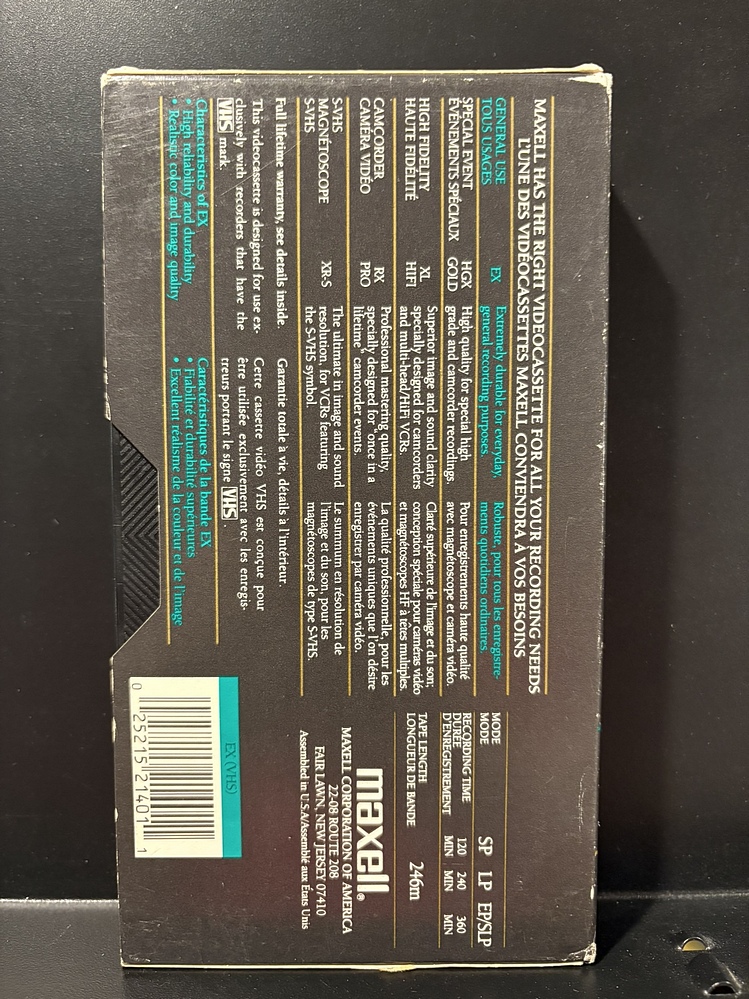 MAXELL HAS THE RIGHT VIDEOCASSETTE FOR ALL YOUR RECORDING NEEDS
L'UNE DES VIDÉOCASSETTES MAXELL CONVIENDRA À VOS BESOINS
GENERAL USE
TOUS USAGES
EX
Extremely durable for everyday,
general recording purposes.
Robuste, pour tous les enregistre-
ments quotidiens ordinaires.
SPECIAL EVENT
ÉVÉNEMENTS SPÉCIAUX
HGX
GOLD
High quality for special high
grade and camcorder recordings.
Pour enregistrements haute qualité
avec magnétoscope et caméra vidéo.
HIGH FIDELITY
HAUTE FIDÉLITÉ
XL
HIFI
Superior image and sound clarity
specially designed for camcorders
and multi-head/HiFi VCRs.
Clarté supérieure de l'image et du son;
conception spéciale pour caméras vidéo
et magnétoscopes HF à têtes multiples.
CAMCORDER
CAMÉRA VIDÉO
RX
PRO
Professional mastering quality,
specially designed for "once in a
lifetime" camcorder events.
La qualité professionnelle, pour les
événements uniques que l'on désire
enregistrer par caméra vidéo.
S-VHS
MAGNÉTOSCOPE
S-VHS
XR-S
The ultimate in image and sound
resolution, for VCRs featuring
the S-VHS symbol.
Le summum en résolution de
l'image et du son, pour les
magnétoscopes de type S-VHS.
Full lifetime warranty, see details inside.
This videocassette is designed for use ex-
clusively with recorders that have the
VHS mark.
Garantie totale à vie, détails à l'intérieur.
Cette cassette vidéo VHS est conçue pour
être utilisée exclusivement avec les enregis-
treurs portant le signe VHS
Characteristics of EX
• High reliability and durability
• Realistic color and image quality
Caractéristiques de la bande EX
• Fiabilité et durabilité supérieures
• Excellent réalisme de la couleur et de l'image
MODE
MODE
SP LP EP/SLP
RECORDING TIME
DURÉE
D'ENREGISTREMENT
120 240 360
MIN MIN MIN
TAPE LENGTH
LONGUEUR DE BANDE
246m
maxell®
MAXELL CORPORATION OF AMERICA
22-08 ROUTE 208
FAIR LAWN, NEW JERSEY 07410
Assembled in U.S.A/Assemblé aux États Unis
EX (VHS)
0 25215 21401 1